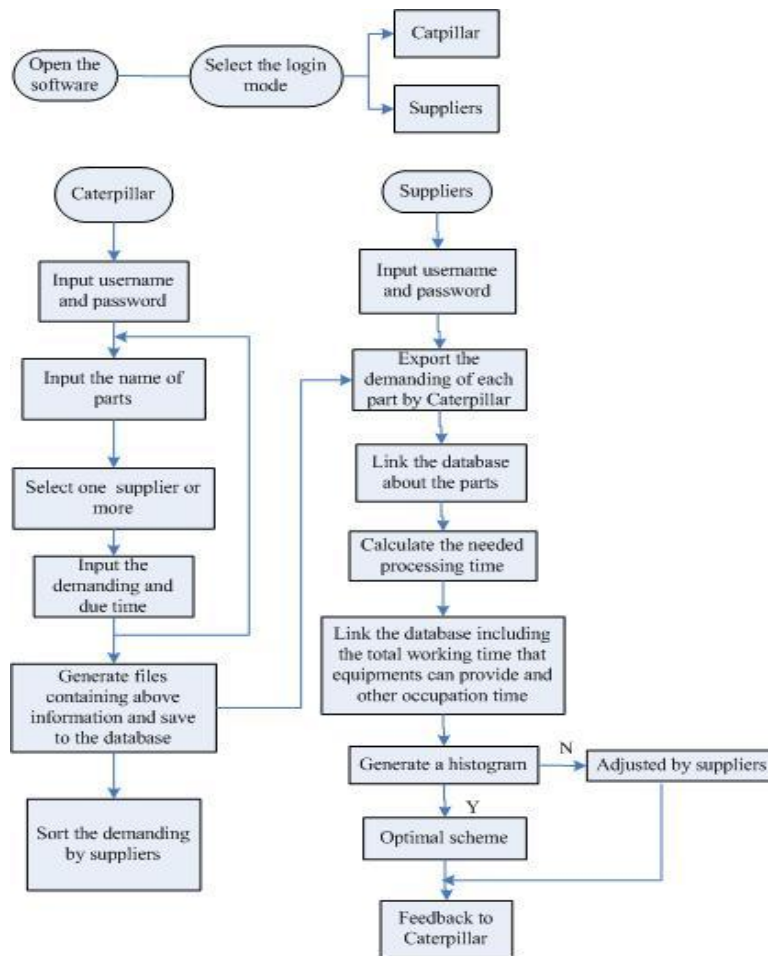 Open the
software
Select the login
mode
Catpillar
Suppliers
Caterpillar
Input username
and password
Input the name of
parts
Select one supplier or
more
Input the
demanding and
due time
Generate files
containing above
information and save
to the database
Sort the demanding
by suppliers
Suppliers
Input username
and password
Export the
demanding of each
part by Caterpillar
Link the database
about the parts
Calculate the needed
processing time
Link the database including
the total working time that
equipments can provide and
other occupation time
Generate a histogram
N
Adjusted by suppliers
Y
Optimal scheme
Feedback to
Caterpillar